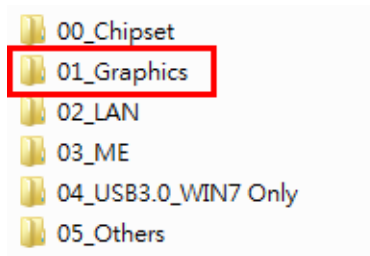 00_Chipset
01_Graphics
02_LAN
03_ME
04_USB3.0_WIN7 Only
05_Others